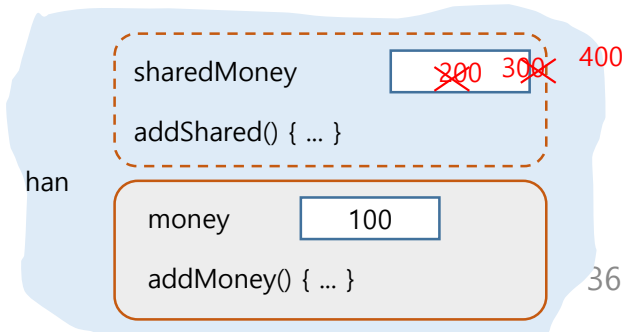 sharedMoney 200 300 400
addShared() { ... }
han
money 100
addMoney() { ... }
36